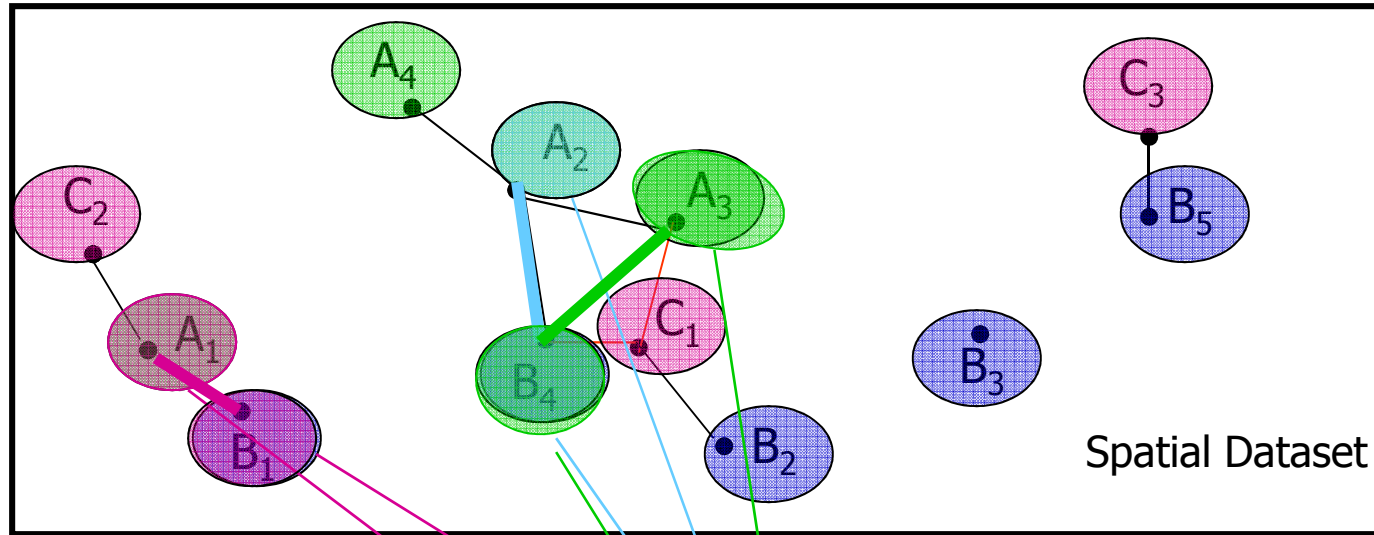 A4
C3
A2
C2
A3
B5
C1
A1
B4
B3
B1
B2
Spatial Dataset